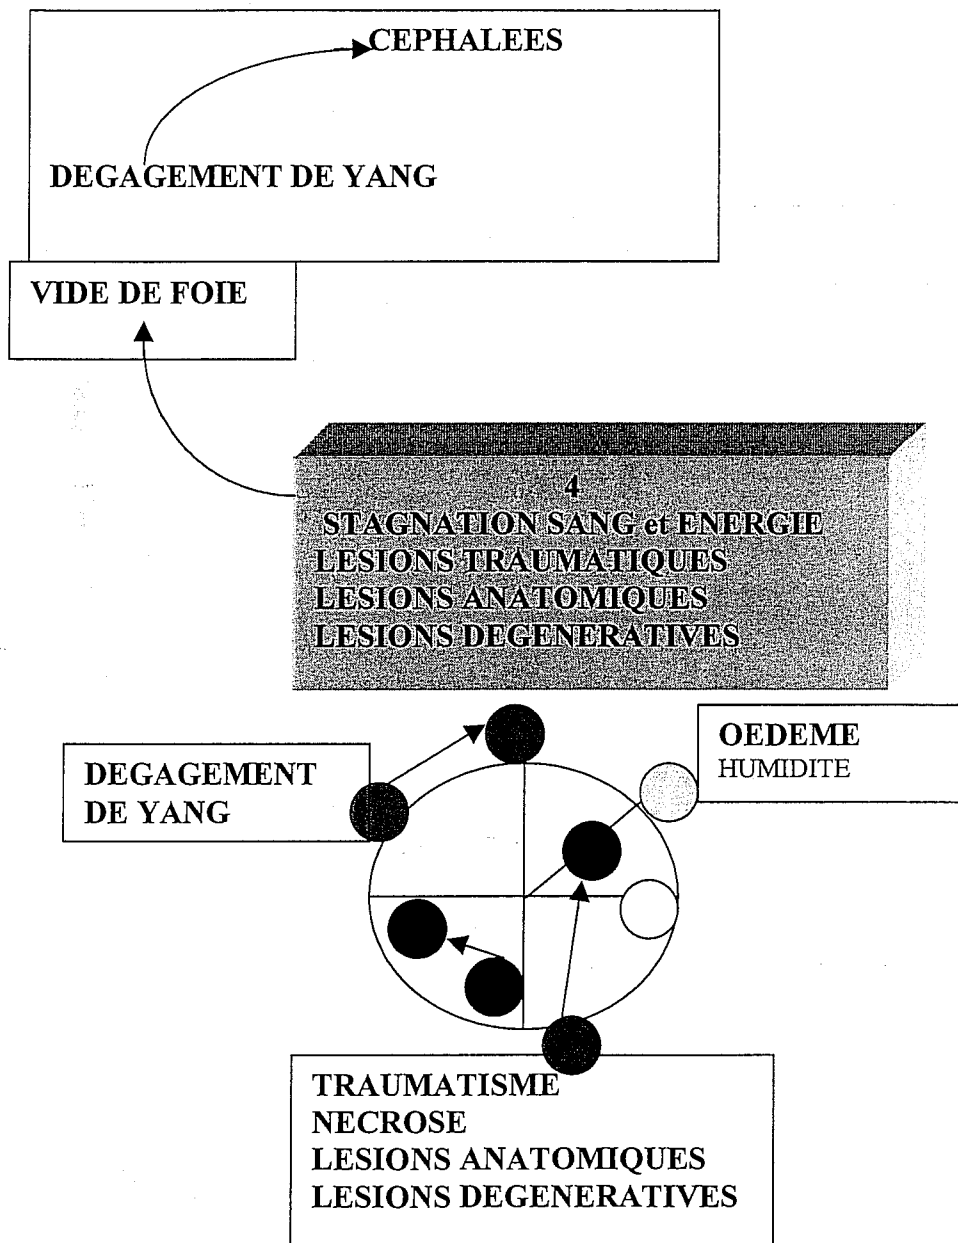 CEPHALEES
DEGAGEMENT DE YANG
VIDE DE FOIE
4
STAGNATION SANG et ENERGIE
LESIONS TRAUMATIQUES
LESIONS ANATOMIQUES
LESIONS DEGENERATIVES
OEDEME
HUMIDITE
DEGAGEMENT
DE YANG
TRAUMATISME
NECROSE
LESIONS ANATOMIQUES
LESIONS DEGENERATIVES